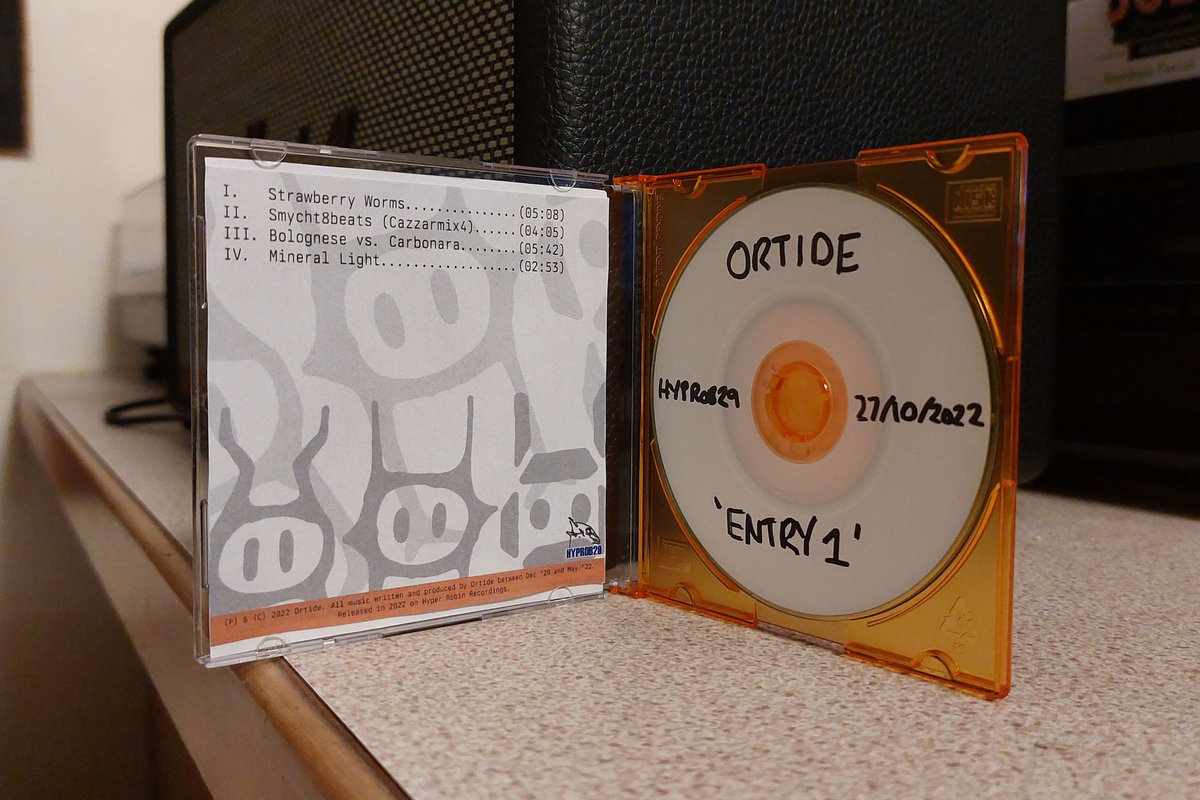 I. Strawberry Worms...............(05:08)
II. Smycht8beats (Cazzarmix4)......(04:05)
III. Bolognese vs. Carbonara........(05:42)
IV. Mineral Light..................(02:53)
HYPROB29
(P) & (C) 2022 Ortide. All music written and produced by Ortide between Dec '20 and May '22.
Released in 2022 on Hyper Robin Recordings.
ORTIDE
HYPROB29
27/10/2022
'ENTRY 1'